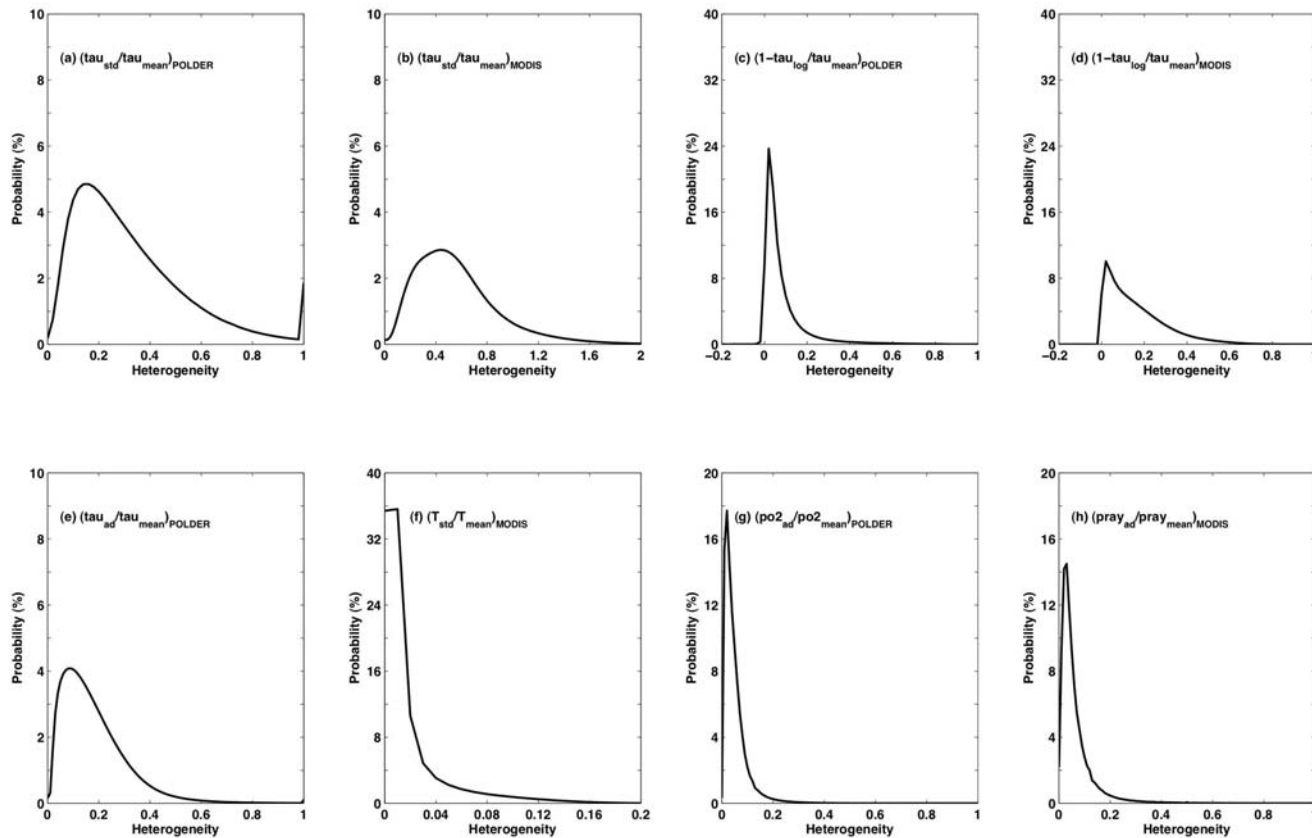 10
8
6
4
2
0
Probability (%)
(a) (tau_std/tau_mean)_POLDER
0 0.2 0.4 0.6 0.8 1
Heterogeneity
10
8
6
4
2
0
Probability (%)
(b) (tau_std/tau_mean)_MODIS
0 0.4 0.8 1.2 1.6 2
Heterogeneity
40
36
32
24
16
8
0
Probability (%)
(c) (1-tau_log/tau_mean)_POLDER
-0.2 0 0.2 0.4 0.6 0.8 1
Heterogeneity
40
32
24
16
8
0
Probability (%)
(d) (1-tau_log/tau_mean)_MODIS
-0.2 0 0.2 0.4 0.6 0.8
Heterogeneity
10
8
6
4
2
0
Probability (%)
(e) (tau_ad/tau_mean)_POLDER
0 0.2 0.4 0.6 0.8 1
Heterogeneity
40
36
24
16
8
0
Probability (%)
(f) (T_std/T_mean)_MODIS
0 0.04 0.08 0.12 0.16 0.2
Heterogeneity
20
16
12
8
4
0
Probability (%)
(g) (po2_ad/po2_mean)_POLDER
0 0.2 0.4 0.6 0.8 1
Heterogeneity
20
16
12
8
4
0
Probability (%)
(h) (pray_ad/pray_mean)_MODIS
0 0.2 0.4 0.6 0.8
Heterogeneity